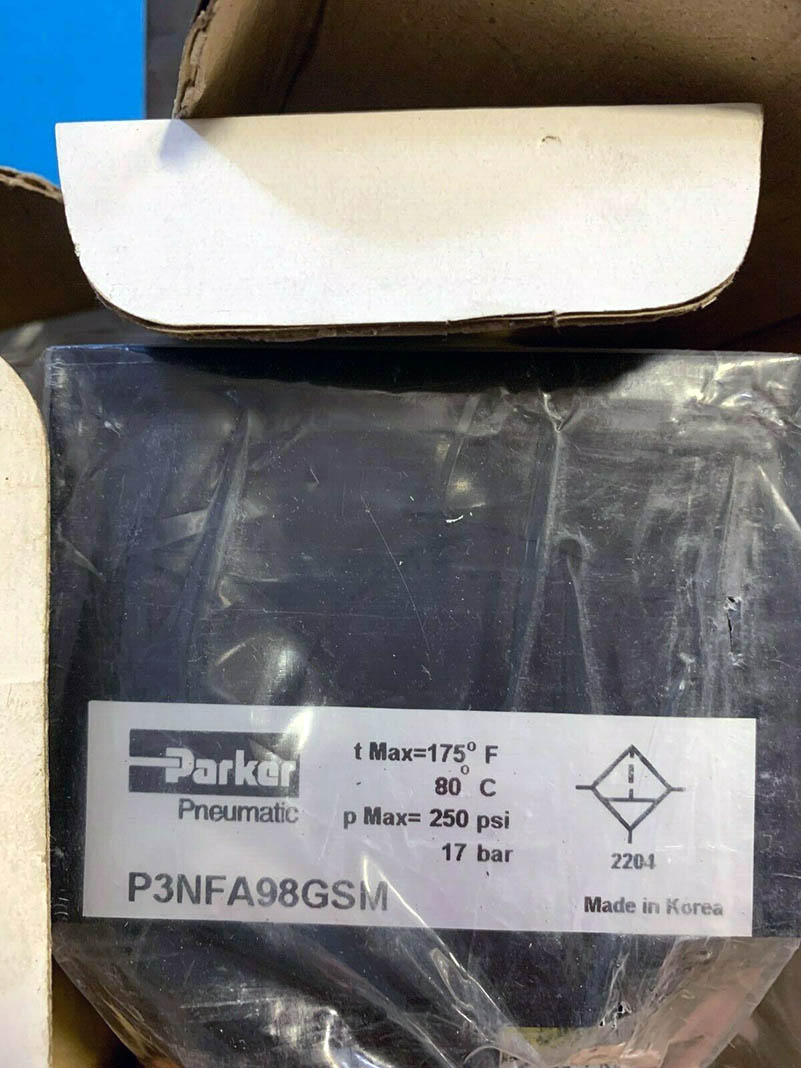 Parker
Pneumatic
t Max=175° F
80° C
p Max= 250 psi
17 bar
P3NFA98GSM
2204
Made in Korea